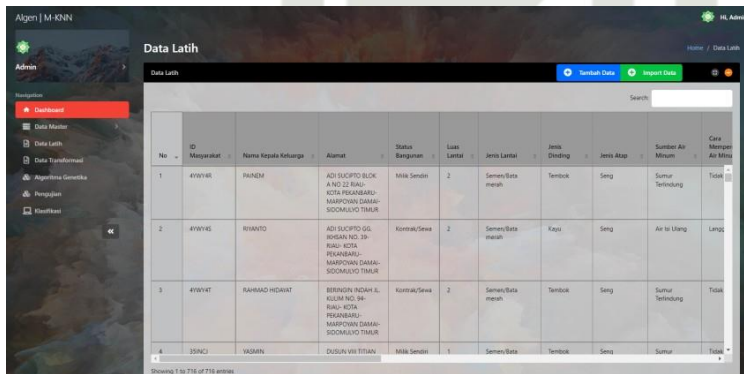 Algen | M-KNN
Hi, Admi
Admin
Navigation
Dashboard
Data Master
Data Latih
Data Transformasi
Algoritma Genetika
Pengujian
Klasifikasi
Data Latih
Home / Data Latih
Data Latih
Tambah Data
Import Data
Search:
No
ID Masyarakat
Nama Kepala Keluarga
Alamat
Status Bangunan
Luas Lantai
Jenis Lantai
Jenis Dinding
Jenis Atap
Sumber Air Minum
Cara Memper Air Minu
1 4YWY4R PAINEM ADI SUCIPTO BLOK Milik Sendiri 2 Semen/Bata Tembok Seng Sumur Tidak
A NO 22 RIAU- merah Terlindung
KOTA PEKANBARU-
MARPOYAN DAMAI-
SIDOMULYO TIMUR
2 4YWY4S RIYANTO ADI SUCIPTO GG. Kontrak/Sewa 2 Semen/Bata Kayu Seng Air Isi Ulang Langg
IKHSAN NO. 39- merah
RIAU- KOTA
PEKANBARU-
MARPOYAN DAMAI-
SIDOMULYO TIMUR
3 4YWY4T RAHMAD HIDAYAT BERINGIN INDAH JL. Kontrak/Sewa 2 Semen/Bata Tembok Seng Sumur Tidak
KULIM NO. 94- merah Terlindung
RIAU- KOTA
PEKANBARU-
MARPOYAN DAMAI-
SIDOMULYO TIMUR
4 YASMIN DUSUN VIII TITIAN Milik Sendiri 1 Semen/Bata Tembok Seng Sumur Tidak
Showing 1 to 716 of 716 entries